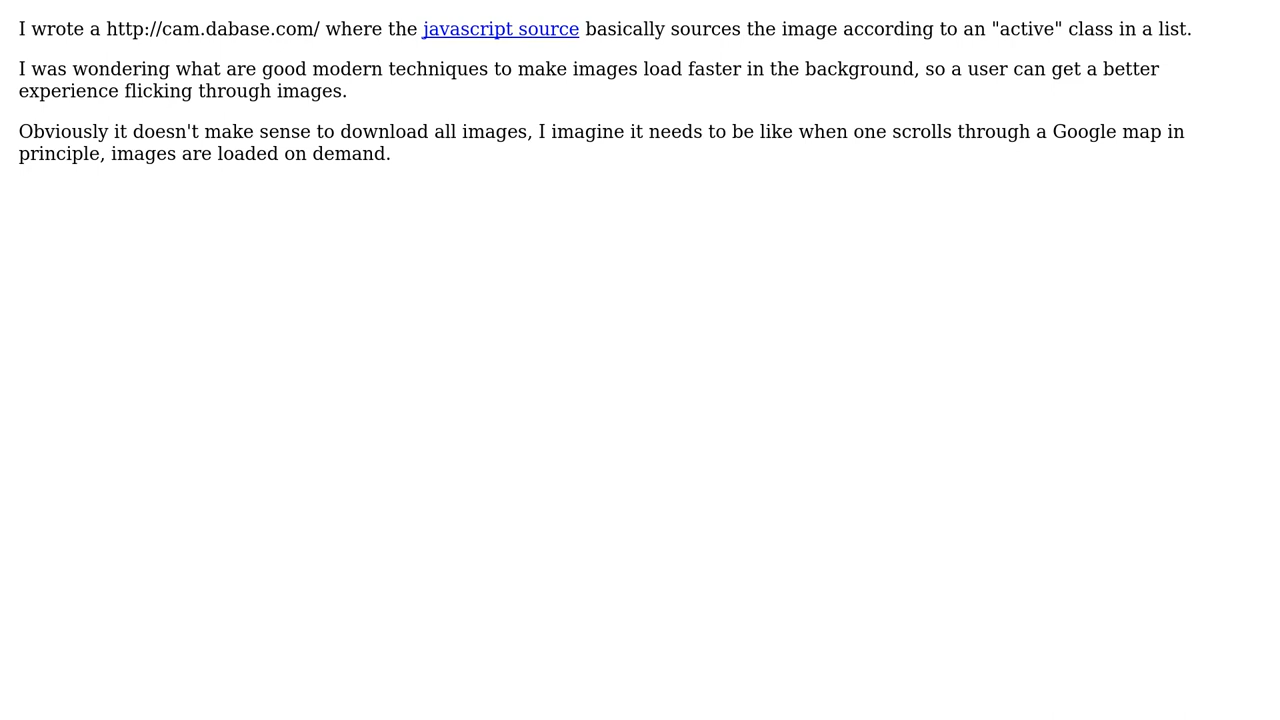 I wrote a http://cam.dabase.com/ where the javascript source basically sources the image according to an "active" class in a list.
I was wondering what are good modern techniques to make images load faster in the background, so a user can get a better
experience flicking through images.
Obviously it doesn't make sense to download all images, I imagine it needs to be like when one scrolls through a Google map in
principle, images are loaded on demand.